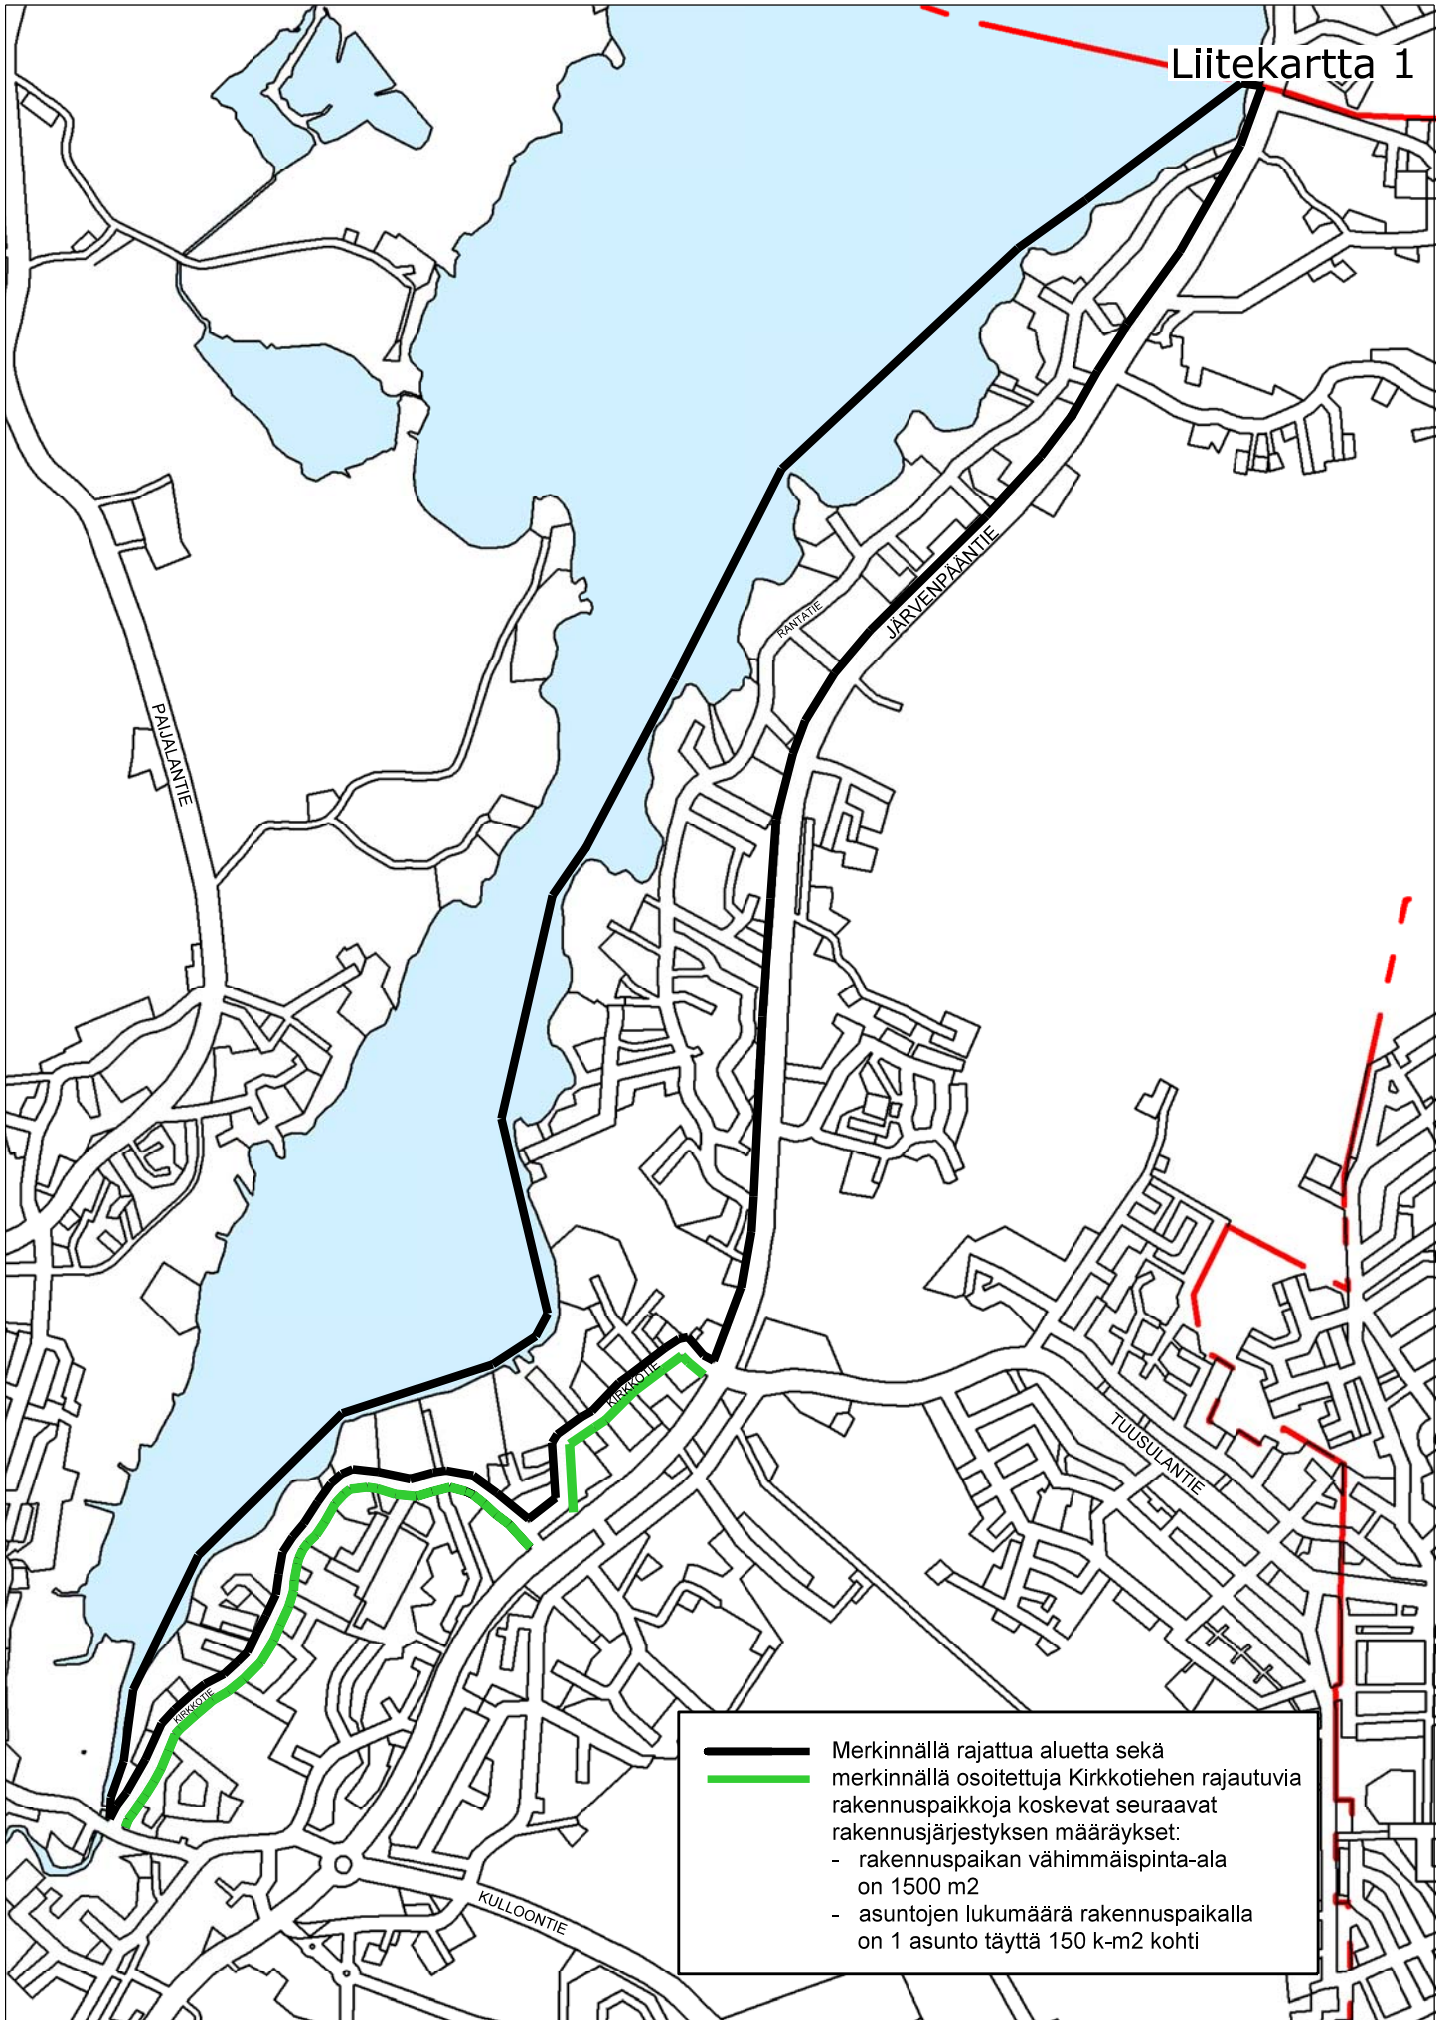 Liitekartta 1
JÄRVENPÄÄNTIE
RANTATIE
PAIJALANTIE
KIRKKOTIE
TUUSULANTIE
KIRKKOTIE
KULLOONTIE
Merkinnällä rajattua aluetta sekä
merkinnällä osoitettuja Kirkkotiehen rajautuvia
rakennuspaikkoja koskevat seuraavat
rakennusjärjestyksen määräykset:
- rakennuspaikan vähimmäispinta-ala
on 1500 m2
- asuntojen lukumäärä rakennuspaikalla
on 1 asunto täyttä 150 k-m2 kohti